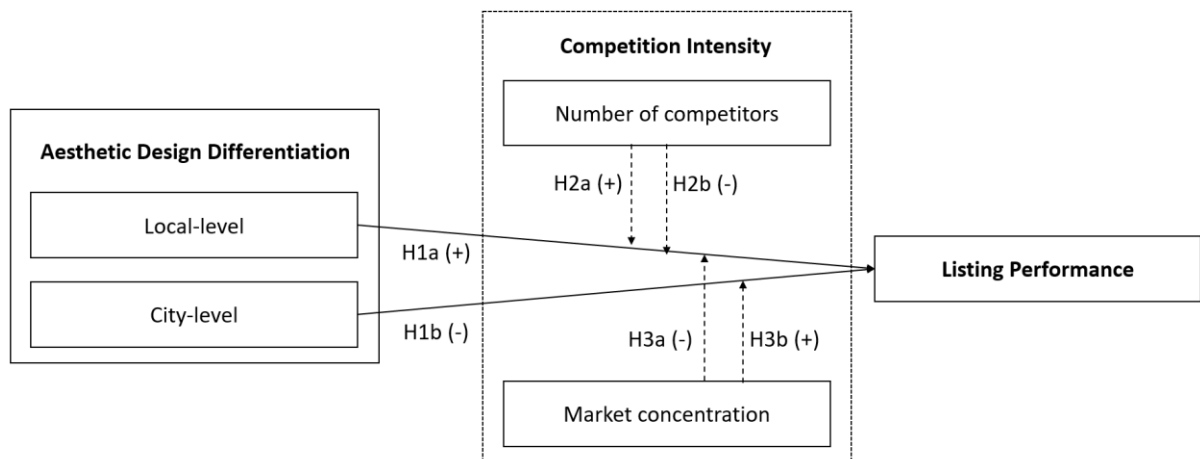 Competition Intensity
Number of competitors
Aesthetic Design Differentiation
Local-level
City-level
H1a (+)
H1b (-)
H2a (+)
H2b (-)
H3a (-)
H3b (+)
Market concentration
Listing Performance